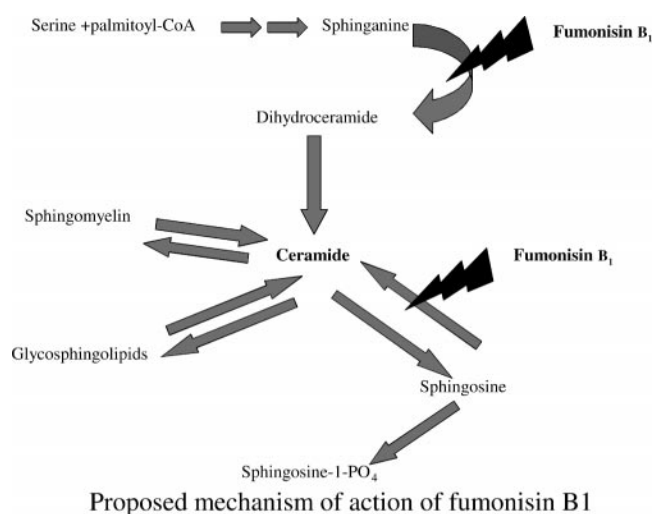 Serine +palmitoyl-CoA
Sphinganine
Fumonisin B₁
Dihydroceramide
Sphingomyelin
Ceramide
Fumonisin B₁
Glycosphingolipids
Sphingosine
Sphingosine-1-PO₄
Proposed mechanism of action of fumonisin B1